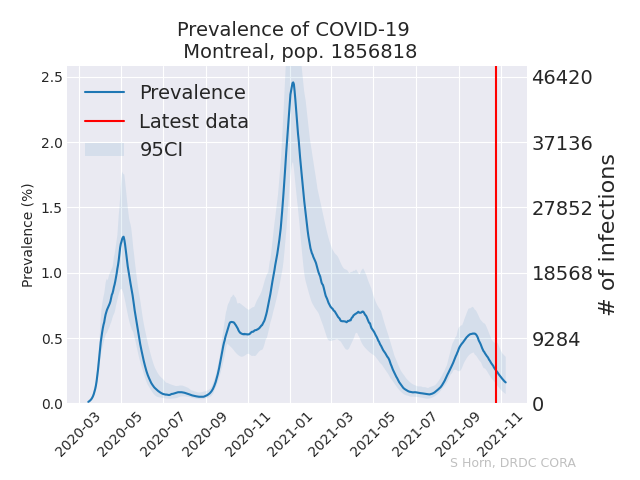 Prevalence of COVID-19
Montreal, pop. 1856818
Prevalence
Latest data
95CI
Prevalence (%)
2.5
2.0
1.5
1.0
0.5
0.0
46420
37136
27852
18568
9284
0
# of infections
2020-03
2020-05
2020-07
2020-09
2020-11
2021-01
2021-03
2021-05
2021-07
2021-09
2021-11
S Horn, DRDC CORA